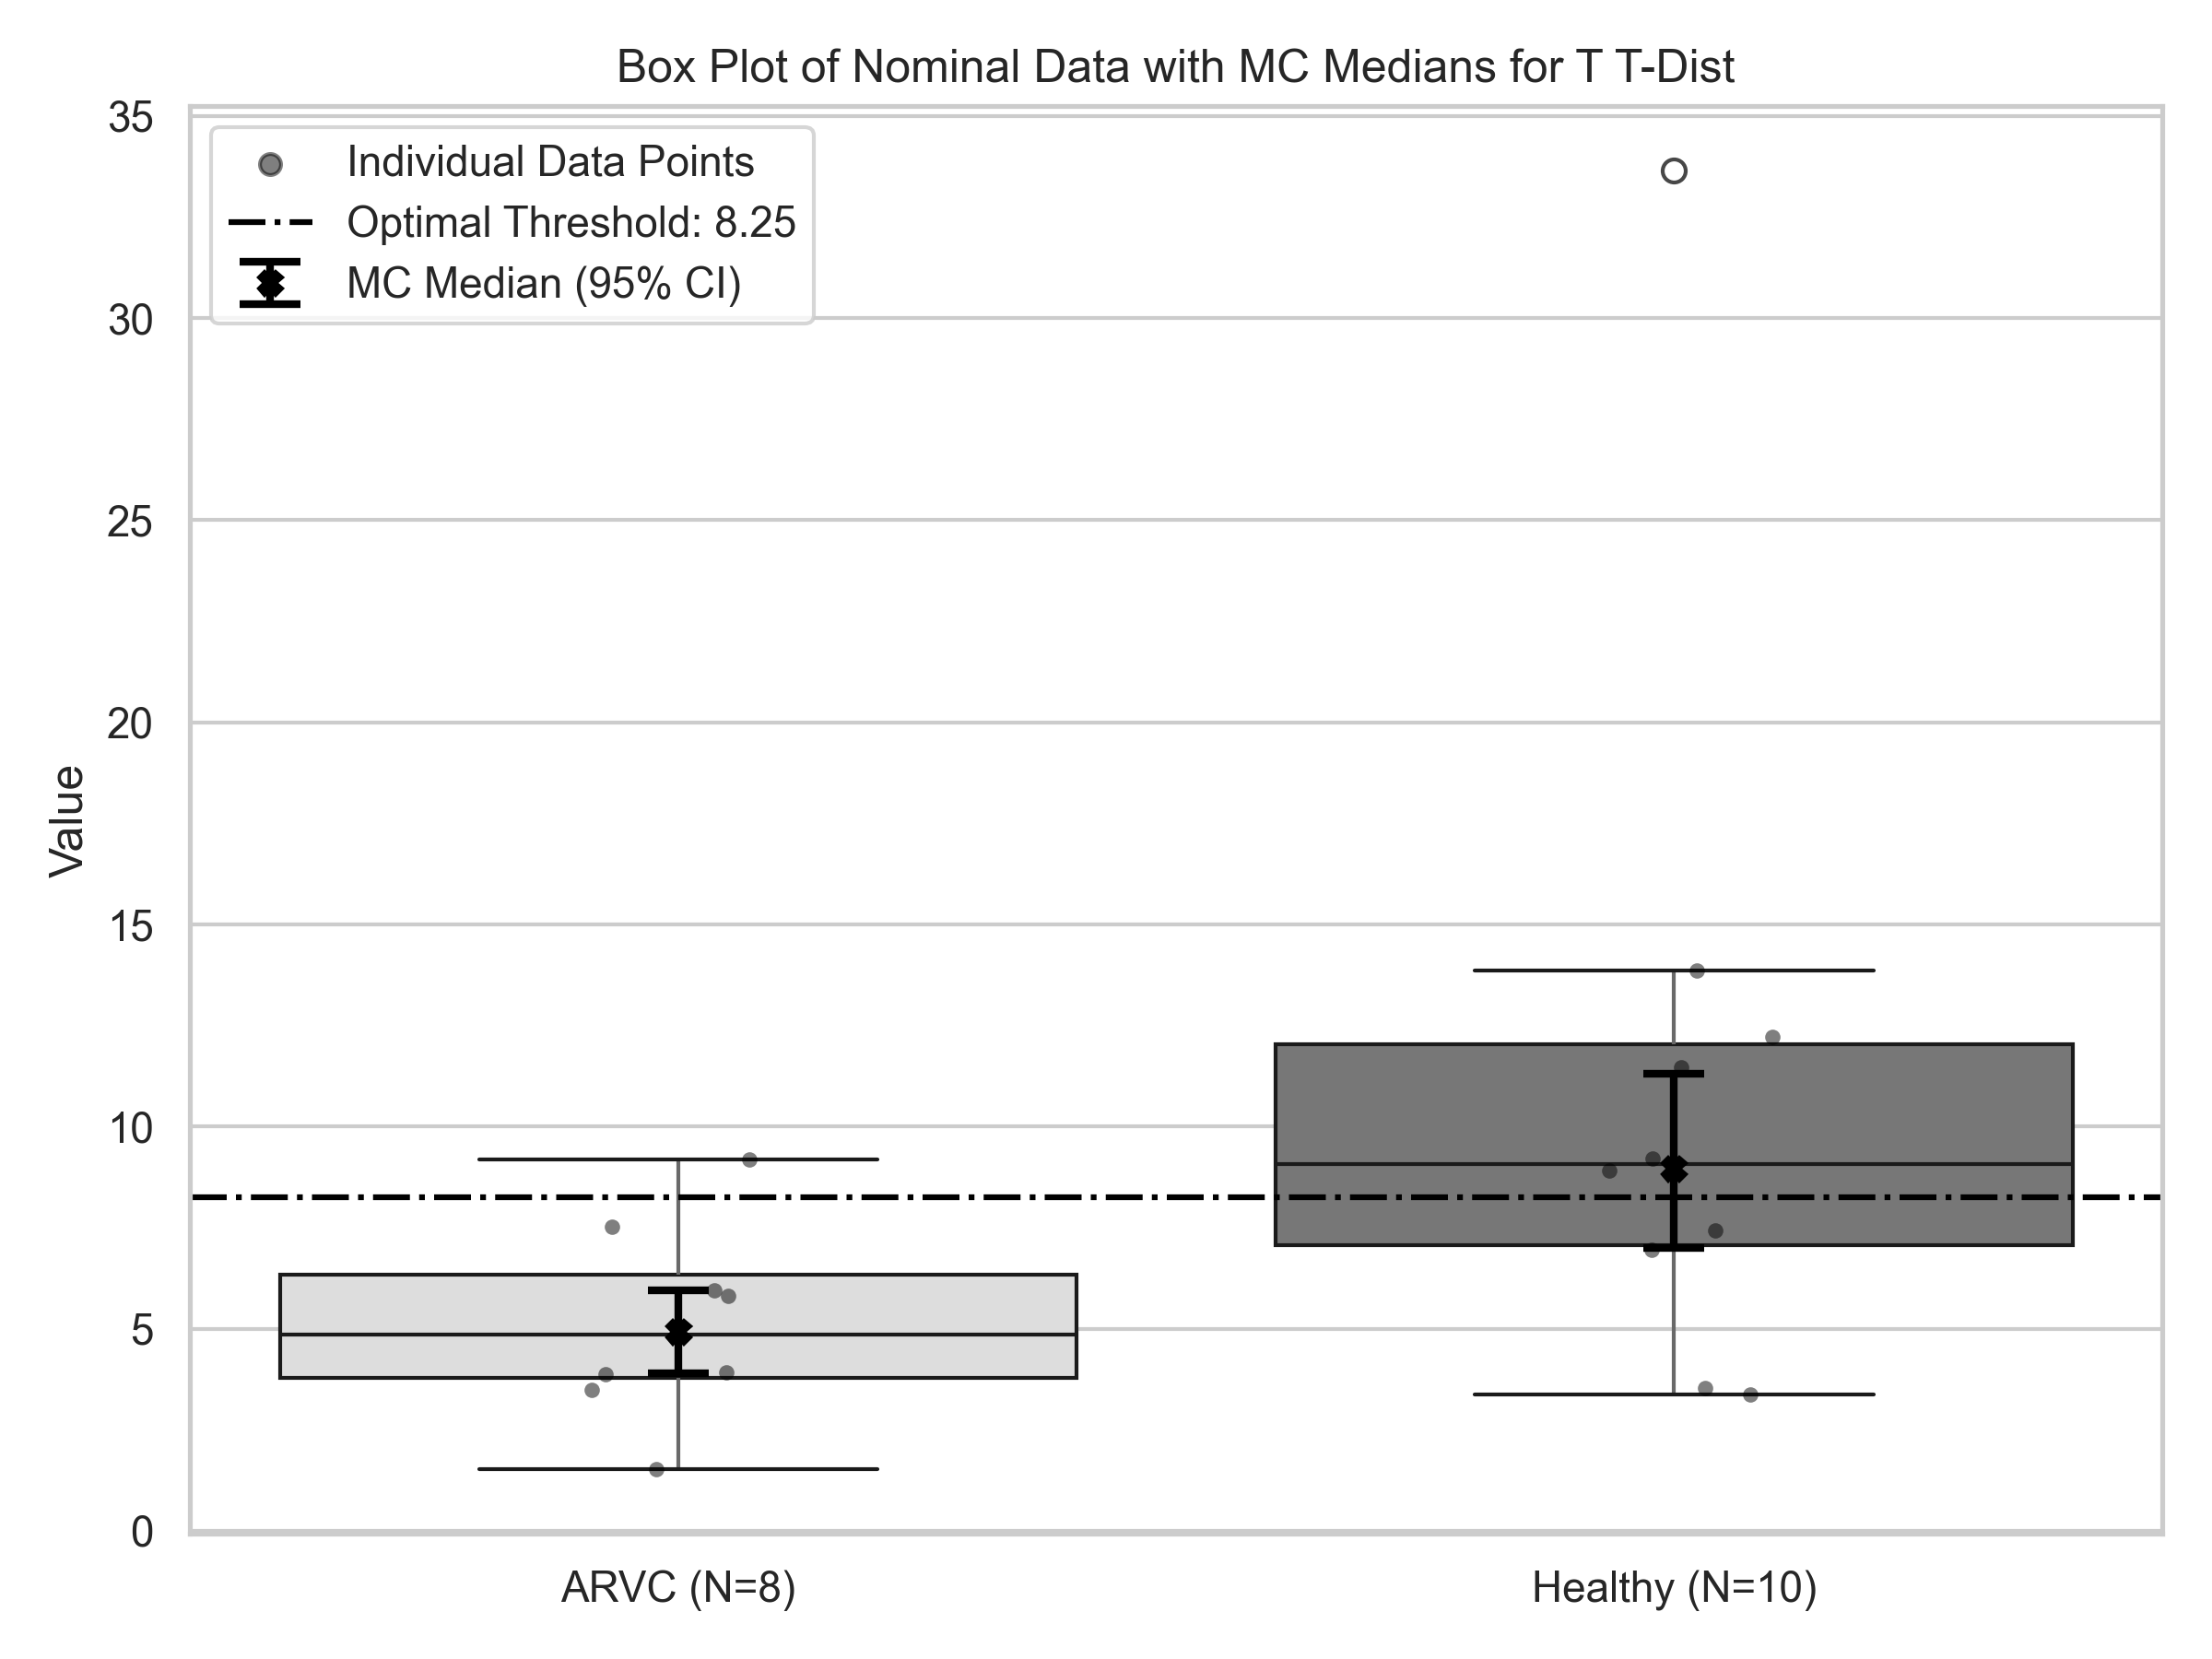 Box Plot of Nominal Data with MC Medians for T T-Dist
35
Individual Data Points
Optimal Threshold: 8.25
MC Median (95% CI)
30
25
20
Value
15
10
5
0
ARVC (N=8)
Healthy (N=10)